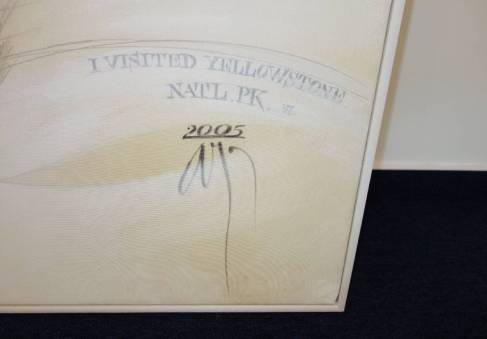 I VISITED YELLOWSTONE
NAT'L. PK.
2005